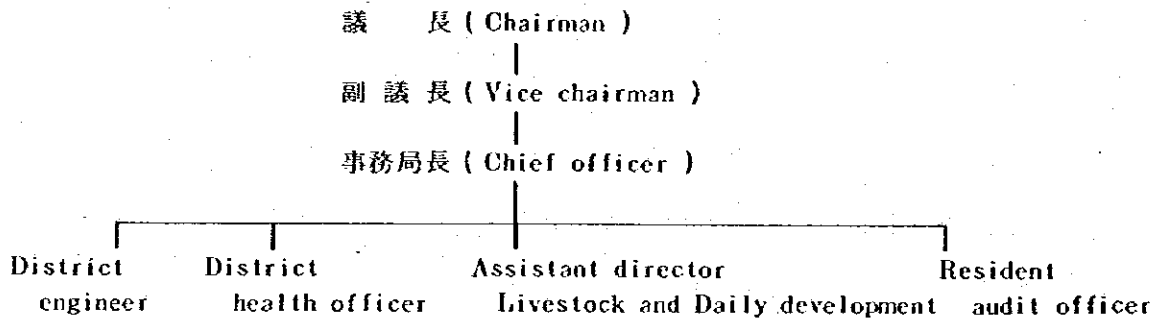 議 長 ( Chairman )
副 議 長 ( Vice chairman )
事務局長 ( Chief officer )
District District Assistant director Resident
engineer health officer Livestock and Daily development audit officer